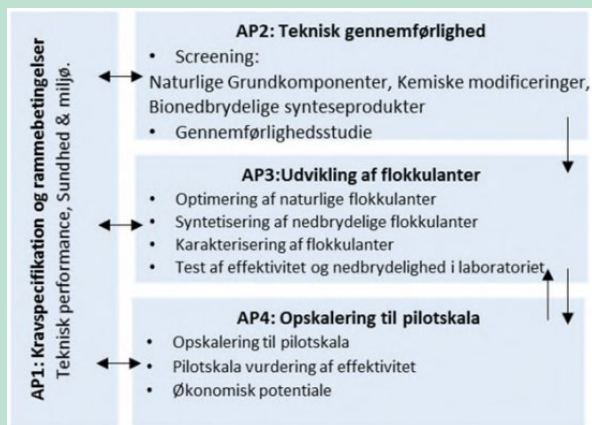 AP1: Kravspecifikation og rammebetingelser
Teknisk performance, Sundhed & miljø.
AP2: Teknisk gennemførlighed
• Screening:
Naturlige Grundkomponenter, Kemiske modificeringer,
Bionedbrydelige synteseprodukter
• Gennemførlighedsstudie
AP3:Udvikling af flokkulanter
• Optimering af naturlige flokkulanter
• Syntetisering af nedbrydelige flokkulanter
• Karakterisering af flokkulanter
• Test af effektivitet og nedbrydelighed i laboratoriet
AP4: Opskalering til pilotskala
• Opskalering til pilotskala
• Pilotskala vurdering af effektivitet
• Økonomisk potentiale